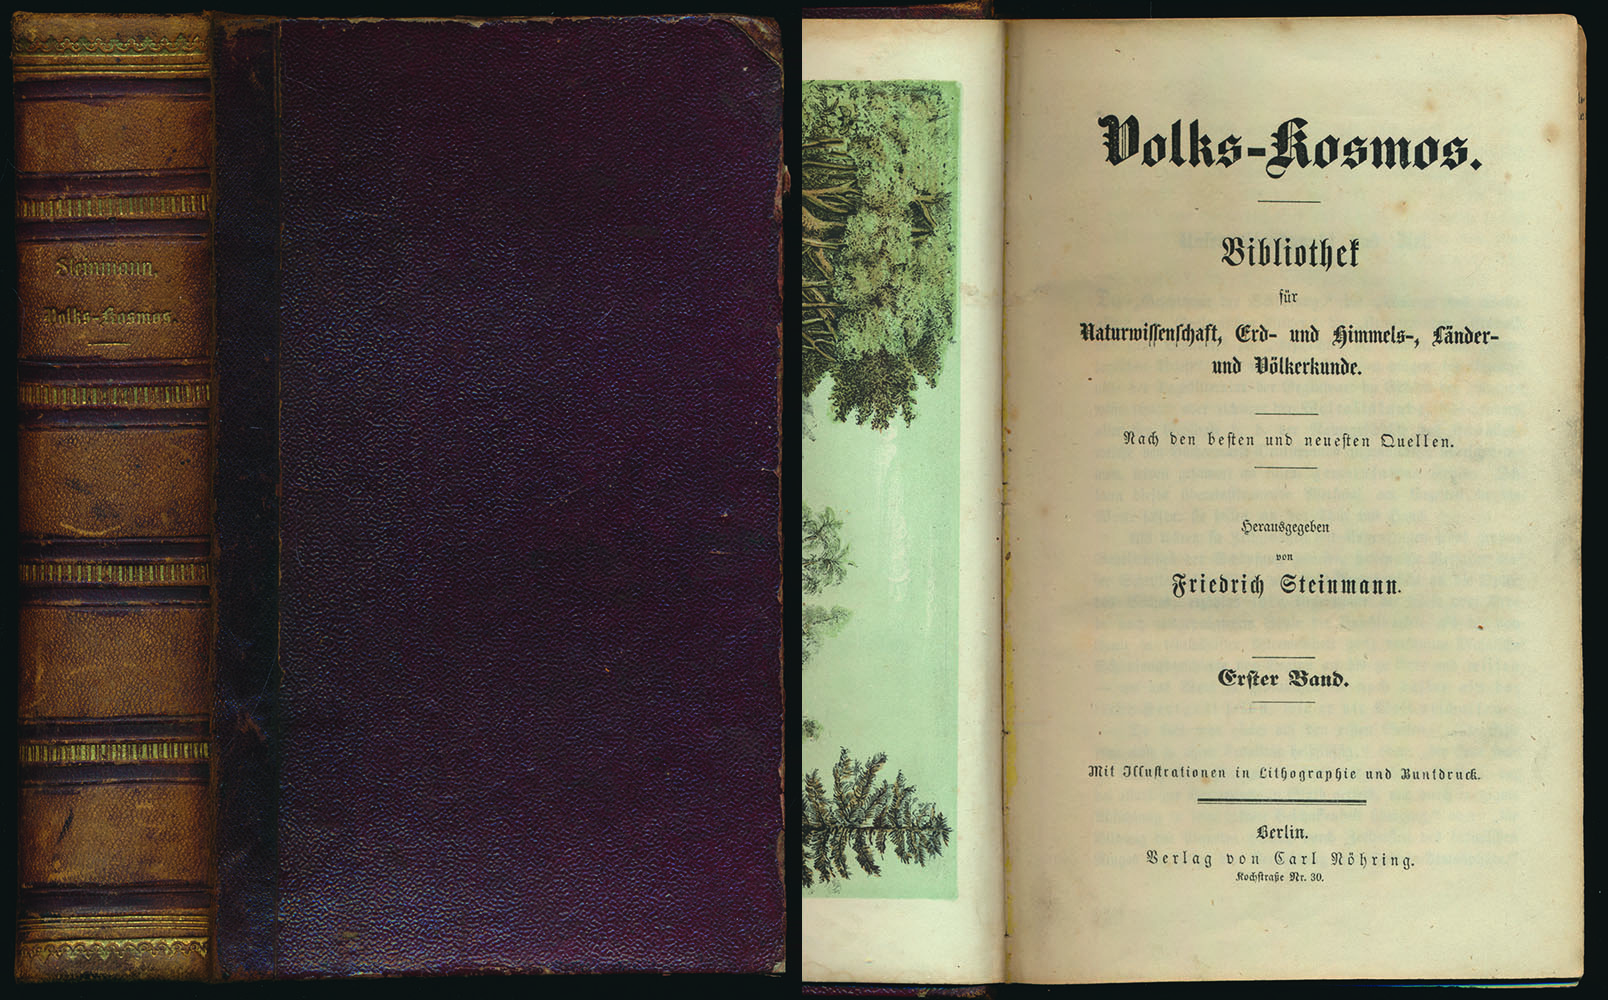 Steinmann,
Volks-Kosmos.
Volks-Kosmos.
Bibliothek
für
Naturwissenschaft, Erd- und Himmels-, Länder-
und Völkerkunde.
Nach den besten und neuesten Quellen.
Herausgegeben
von
Friedrich Steinmann.
Erster Band.
Mit Illustrationen in Lithographie und Buntdruck.
Berlin.
Verlag von Carl Nöhring.
Kochstraße Nr. 30.